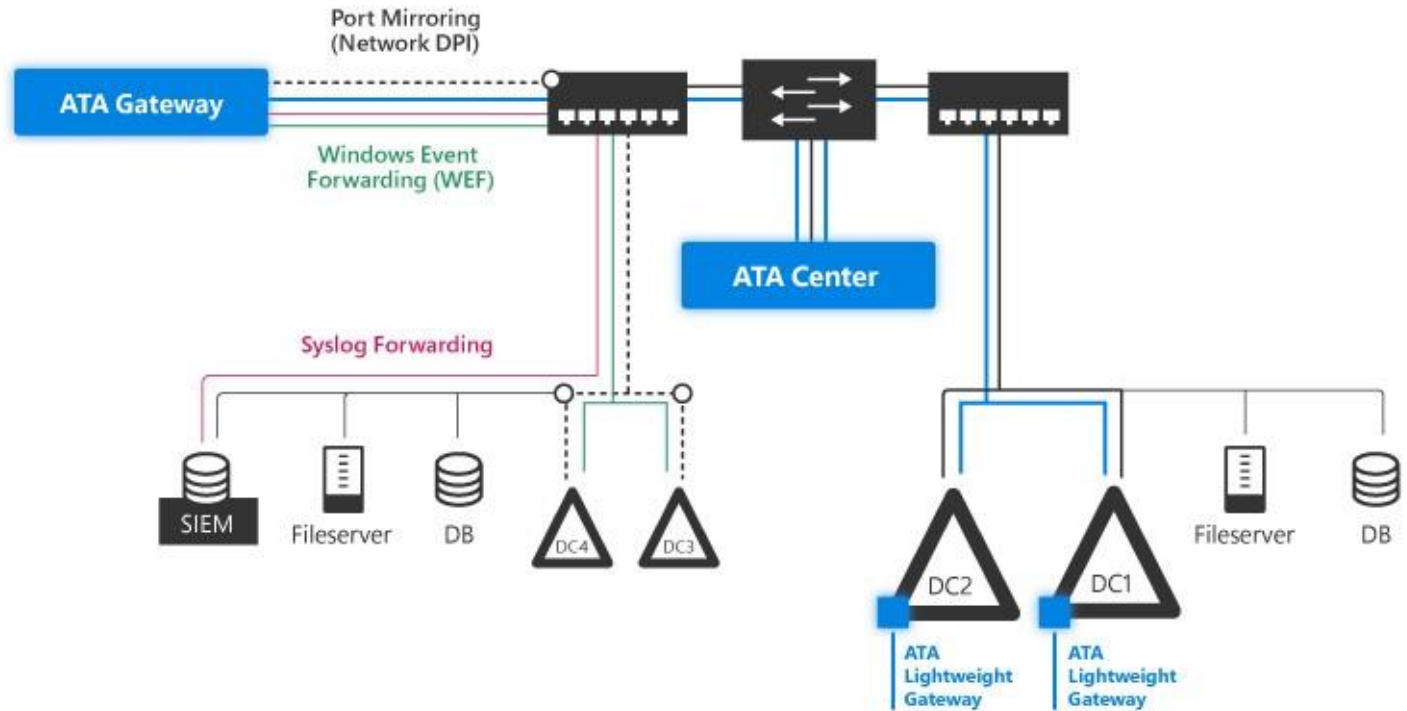 Port Mirroring
(Network DPI)
ATA Gateway
Windows Event
Forwarding (WEF)
ATA Center
Syslog Forwarding
SIEM
Fileserver
DB
DC4
DC3
DC2
DC1
Fileserver
DB
ATA
Lightweight
Gateway
ATA
Lightweight
Gateway